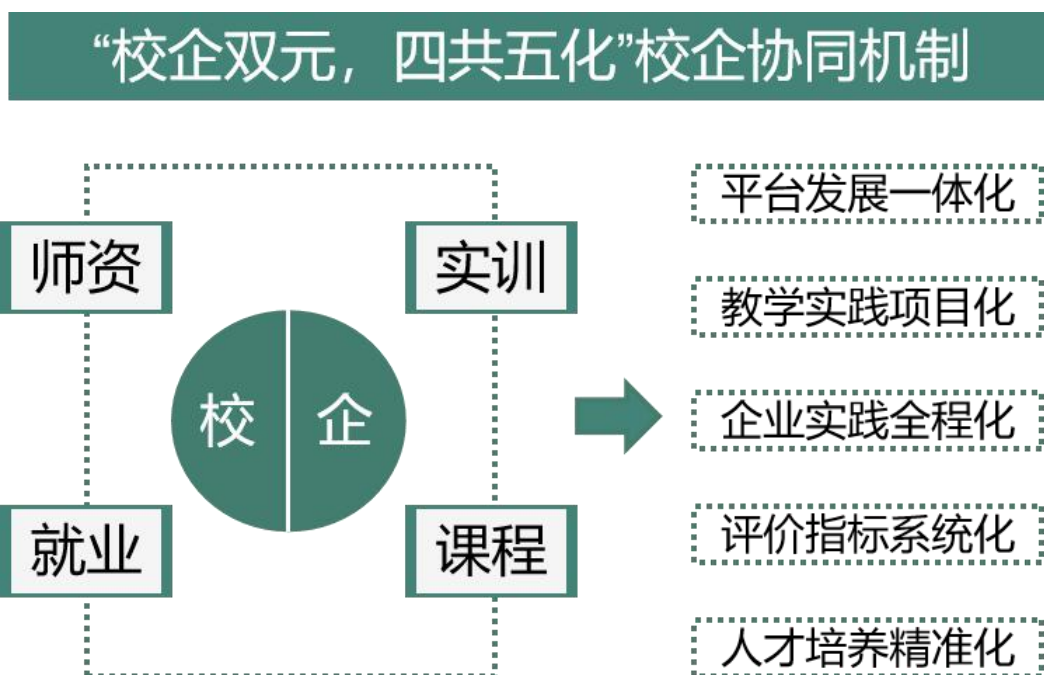 “校企双元，四共五化”校企协同机制
师资
实训
校
企
就业
课程
平台发展一体化
教学实践项目化
企业实践全程化
评价指标系统化
人才培养精准化